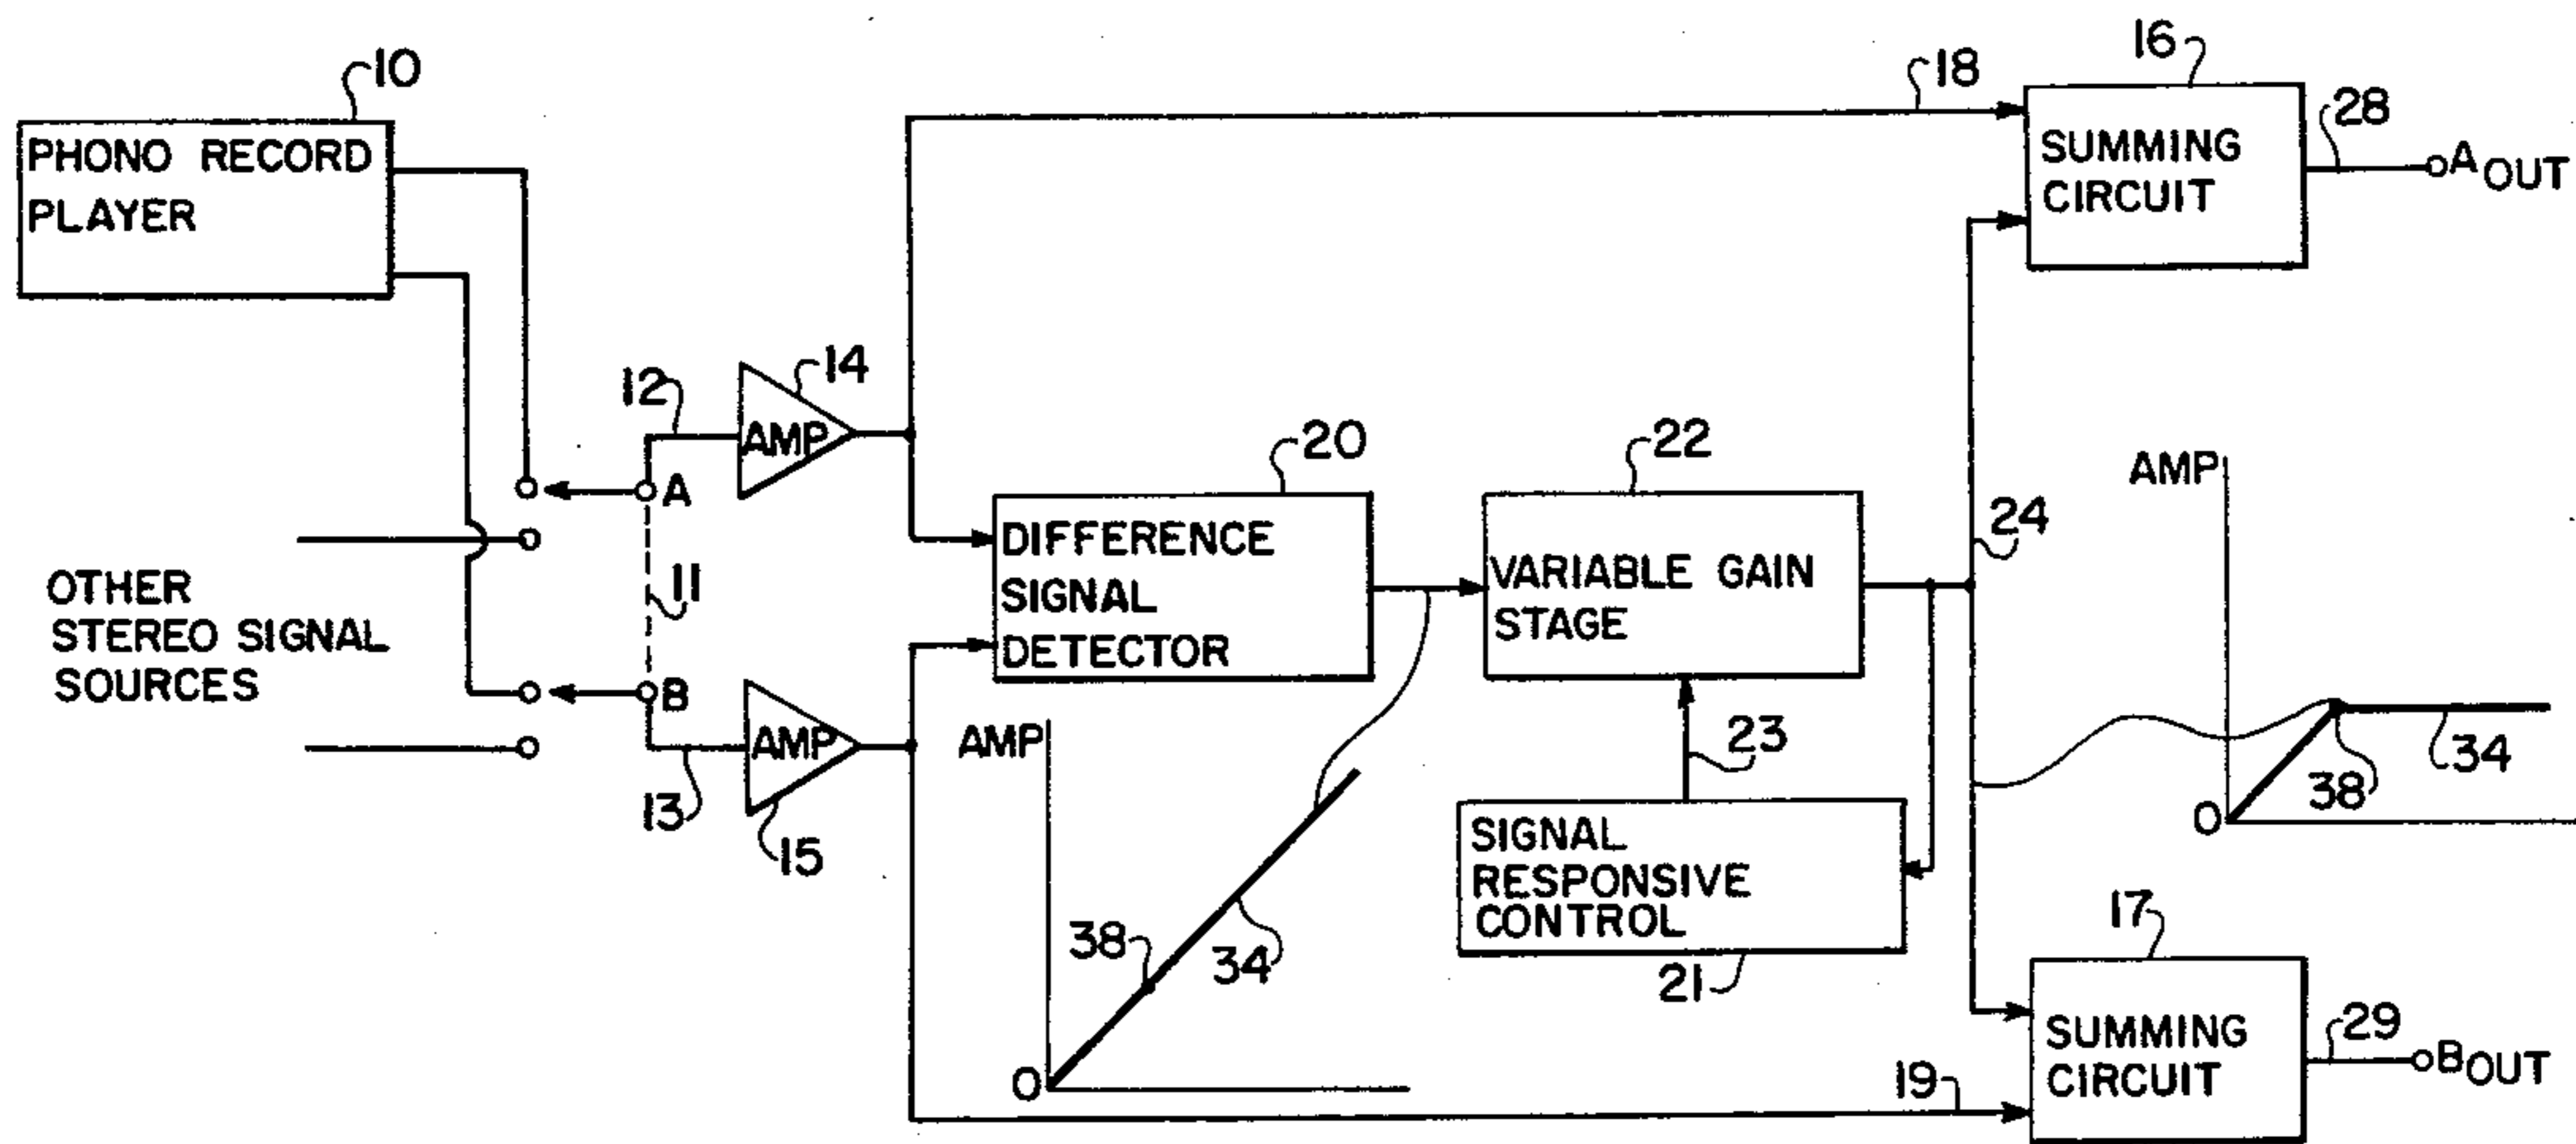 10
PHONO RECORD
PLAYER
OTHER
STEREO SIGNAL
SOURCES
12
A
11
B
13
14
AMP
AMP
15
18
16
SUMMING
CIRCUIT
28
A OUT
20
DIFFERENCE
SIGNAL
DETECTOR
22
VARIABLE GAIN
STAGE
23
24
SIGNAL
RESPONSIVE
CONTROL
21
AMP
38
34
O
AMP
38
34
O
17
SUMMING
CIRCUIT
29
B OUT
19